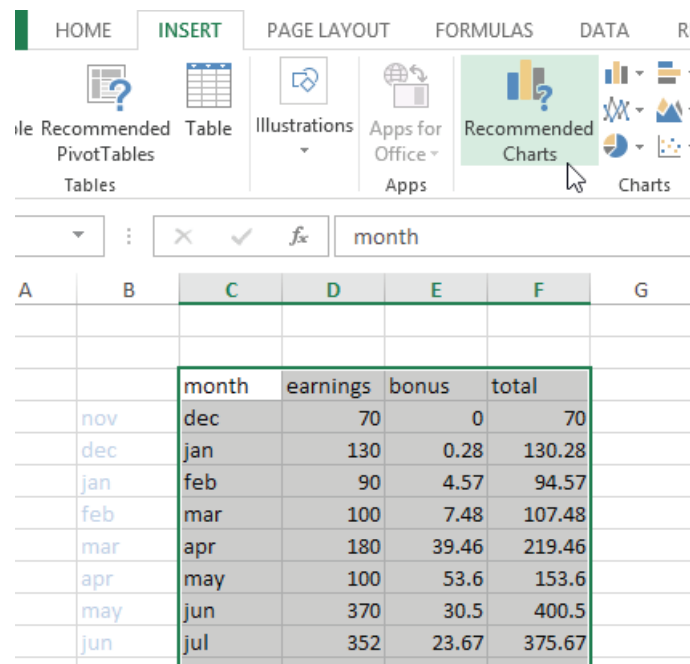 HOME INSERT PAGE LAYOUT FORMULAS DATA
Recommended PivotTables
Table
Illustrations
Apps for Office
Recommended Charts
Tables Apps Charts
fx month
A B C D E F G
month earnings bonus total
nov dec 70 0 70
dec jan 130 0.28 130.28
jan feb 90 4.57 94.57
feb mar 100 7.48 107.48
mar apr 180 39.46 219.46
apr may 100 53.6 153.6
may jun 370 30.5 400.5
jun jul 352 23.67 375.67